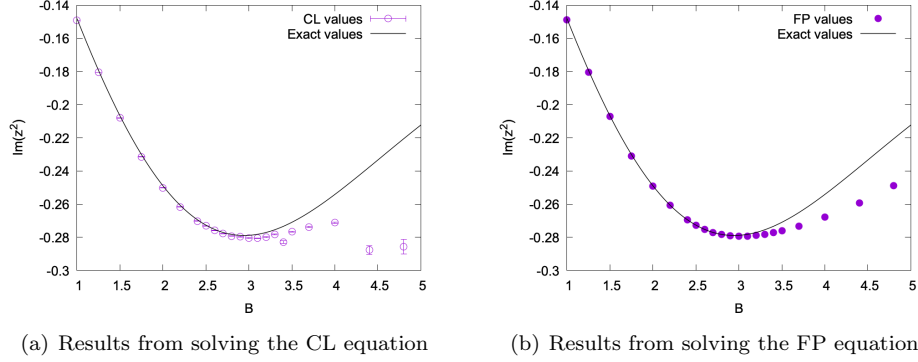 -0.14
-0.16
-0.18
-0.2
-0.22
-0.24
-0.26
-0.28
-0.3
1 1.5 2 2.5 3 3.5 4 4.5 5
Im(z²)
B
CL values
Exact values
(a) Results from solving the CL equation
-0.14
-0.16
-0.18
-0.2
-0.22
-0.24
-0.26
-0.28
-0.3
1 1.5 2 2.5 3 3.5 4 4.5 5
Im(z²)
B
FP values
Exact values
(b) Results from solving the FP equation